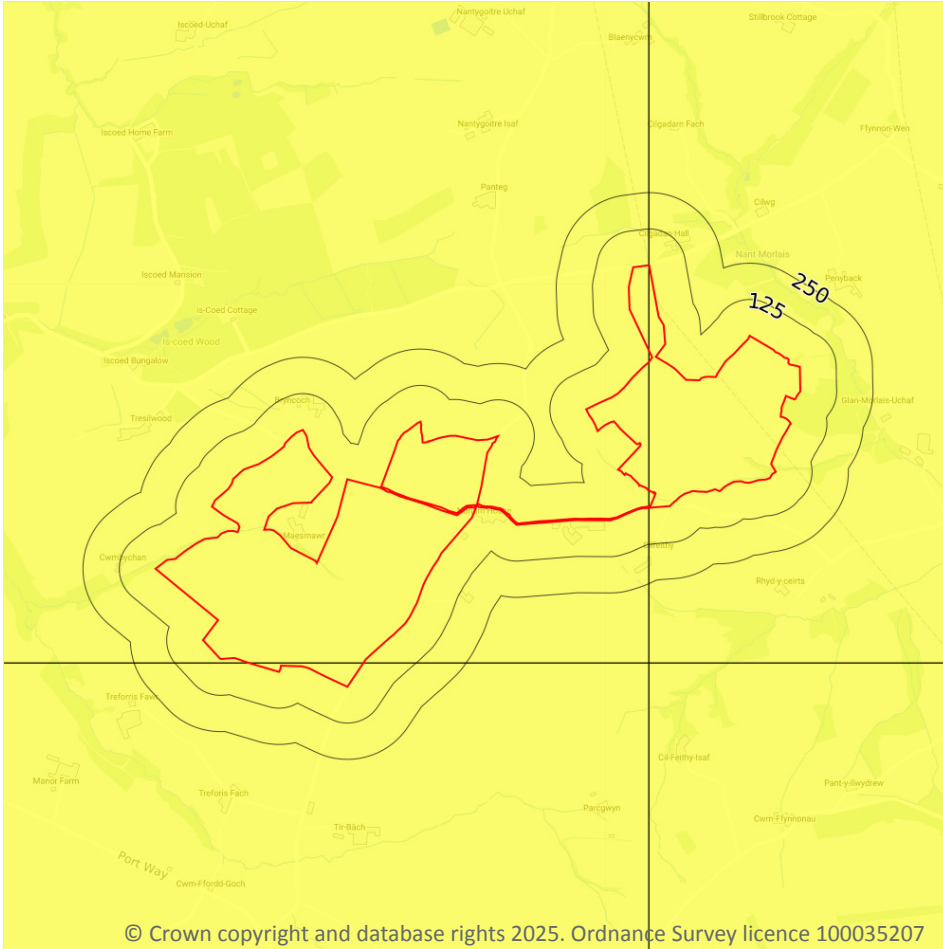 Iscoed-Uchaf
Nantygoitre Uchaf
Stillbrook Cottage
Blaenycwm
Iscoed Home Farm
Nantygoitre Isaf
Cilgadarn Fach
Ffynnon-Wen
Panteg
Cilwg
Nant Morlais
Iscoed Mansion
Penyback
250
125
Is-Coed Cottage
Is-coed Wood
Iscoed Bungalow
Bryncoch
Tresilwood
Glan-Morlais-Uchaf
Maesmawr
Rhyd-y-ceirts
Treforris Fawr
Cil-Ferthy-Isaf
Manor Farm
Treforis Fach
Pant-y-llwydrew
Parcgwyn
Cwm-Ffynnonau
Tir-Bach
Port Way
Cwm-Ffordd-Goch
© Crown copyright and database rights 2025. Ordnance Survey licence 100035207